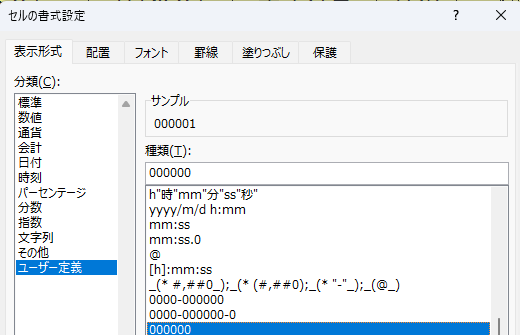 セルの書式設定
? ×
表示形式 配置 フォント 罫線 塗りつぶし 保護
分類(C):
標準
数値
通貨
会計
日付
時刻
パーセンテージ
分数
指数
文字列
その他
ユーザー定義
サンプル
000001
種類(T):
000000
h"時"mm"分"ss"秒"
yyyy/m/d h:mm
mm:ss
mm:ss.0
@
[h]:mm:ss
_(* #,##0_);_(* (#,##0);_(* "-"_);_(@_)
0000-000000
0000-000000-0
000000